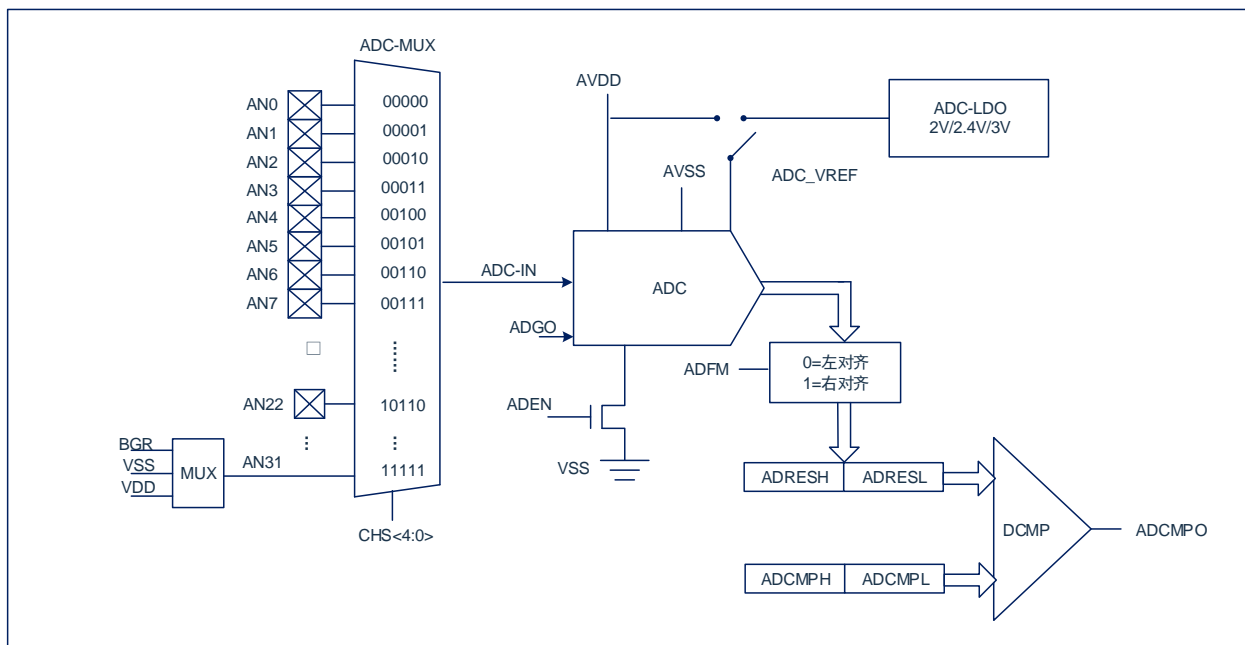 ADC-MUX
AN0
00000
AN1
00001
AN2
00010
AN3
00011
AN4
00100
AN5
00101
AN6
00110
AN7
00111
......
AN22
10110
...
...
BGR
VSS
VDD
MUX
AN31
11111
CHS<4:0>
AVDD
ADC-LDO
2V/2.4V/3V
AVSS
ADC_VREF
ADC-IN
ADC
ADGO
ADFM
0=左对齐
1=右对齐
ADEN
VSS
ADRESH
ADRESL
DCMP
ADCMPO
ADCMPH
ADCMPL